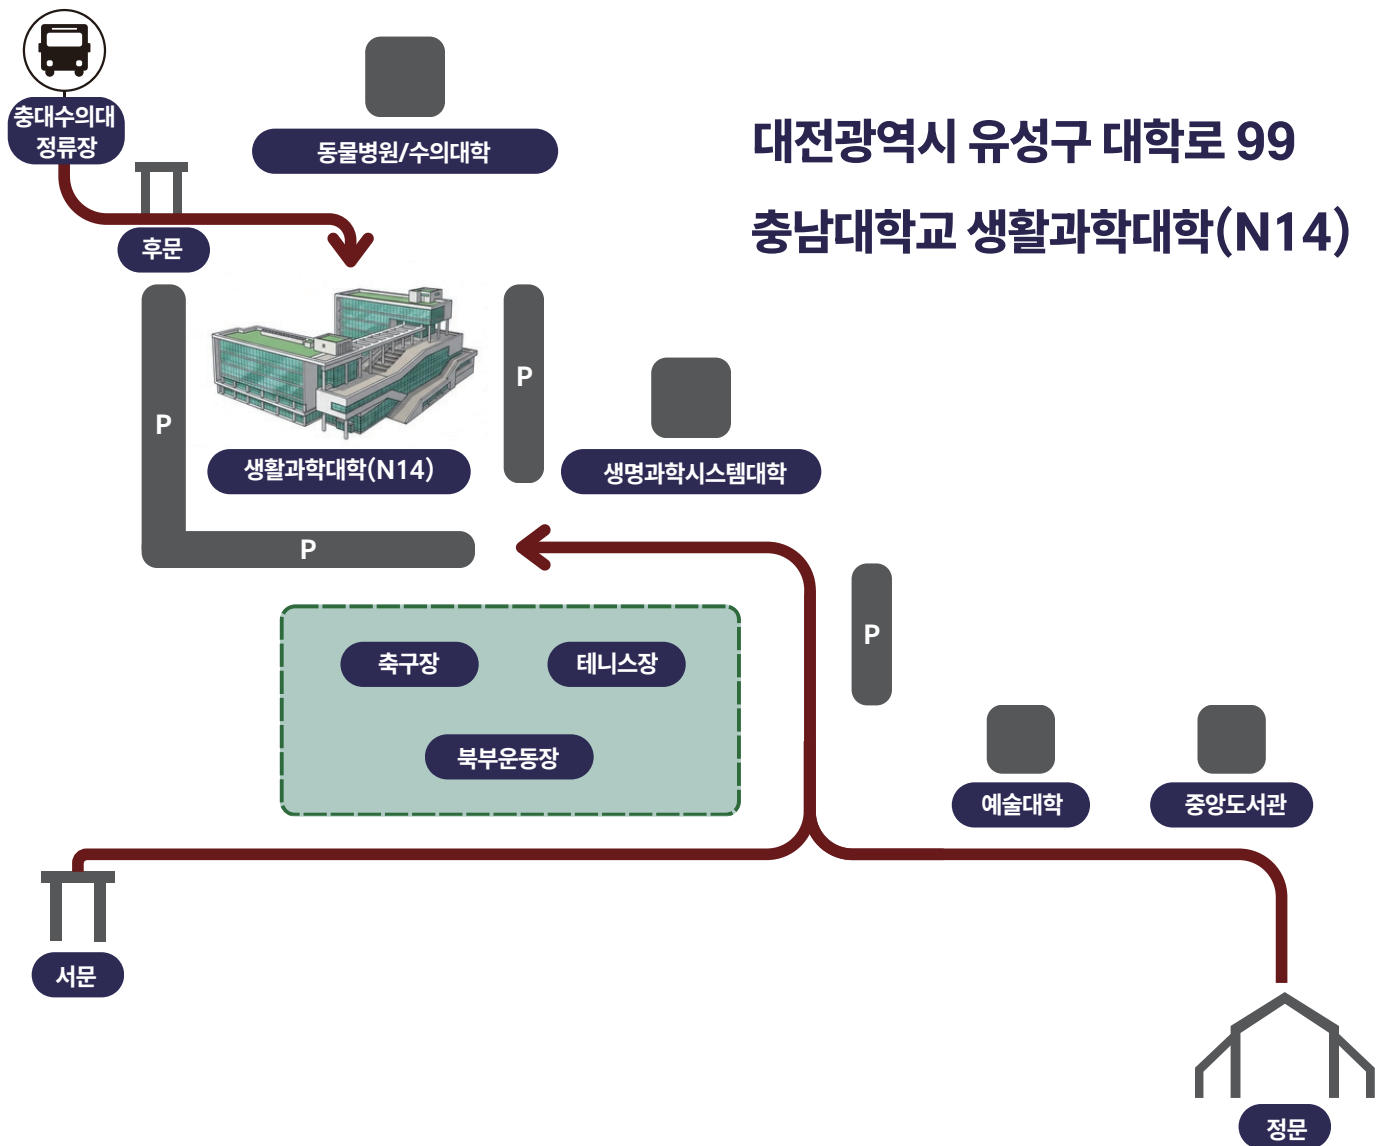 충대수의대
정류장
동물병원/수의대학
대전광역시 유성구 대학로 99
충남대학교 생활과학대학(N14)
후문
P
P
생활과학대학(N14)
생명과학시스템대학
P
P
축구장
테니스장
북부운동장
예술대학
중앙도서관
서문
정문